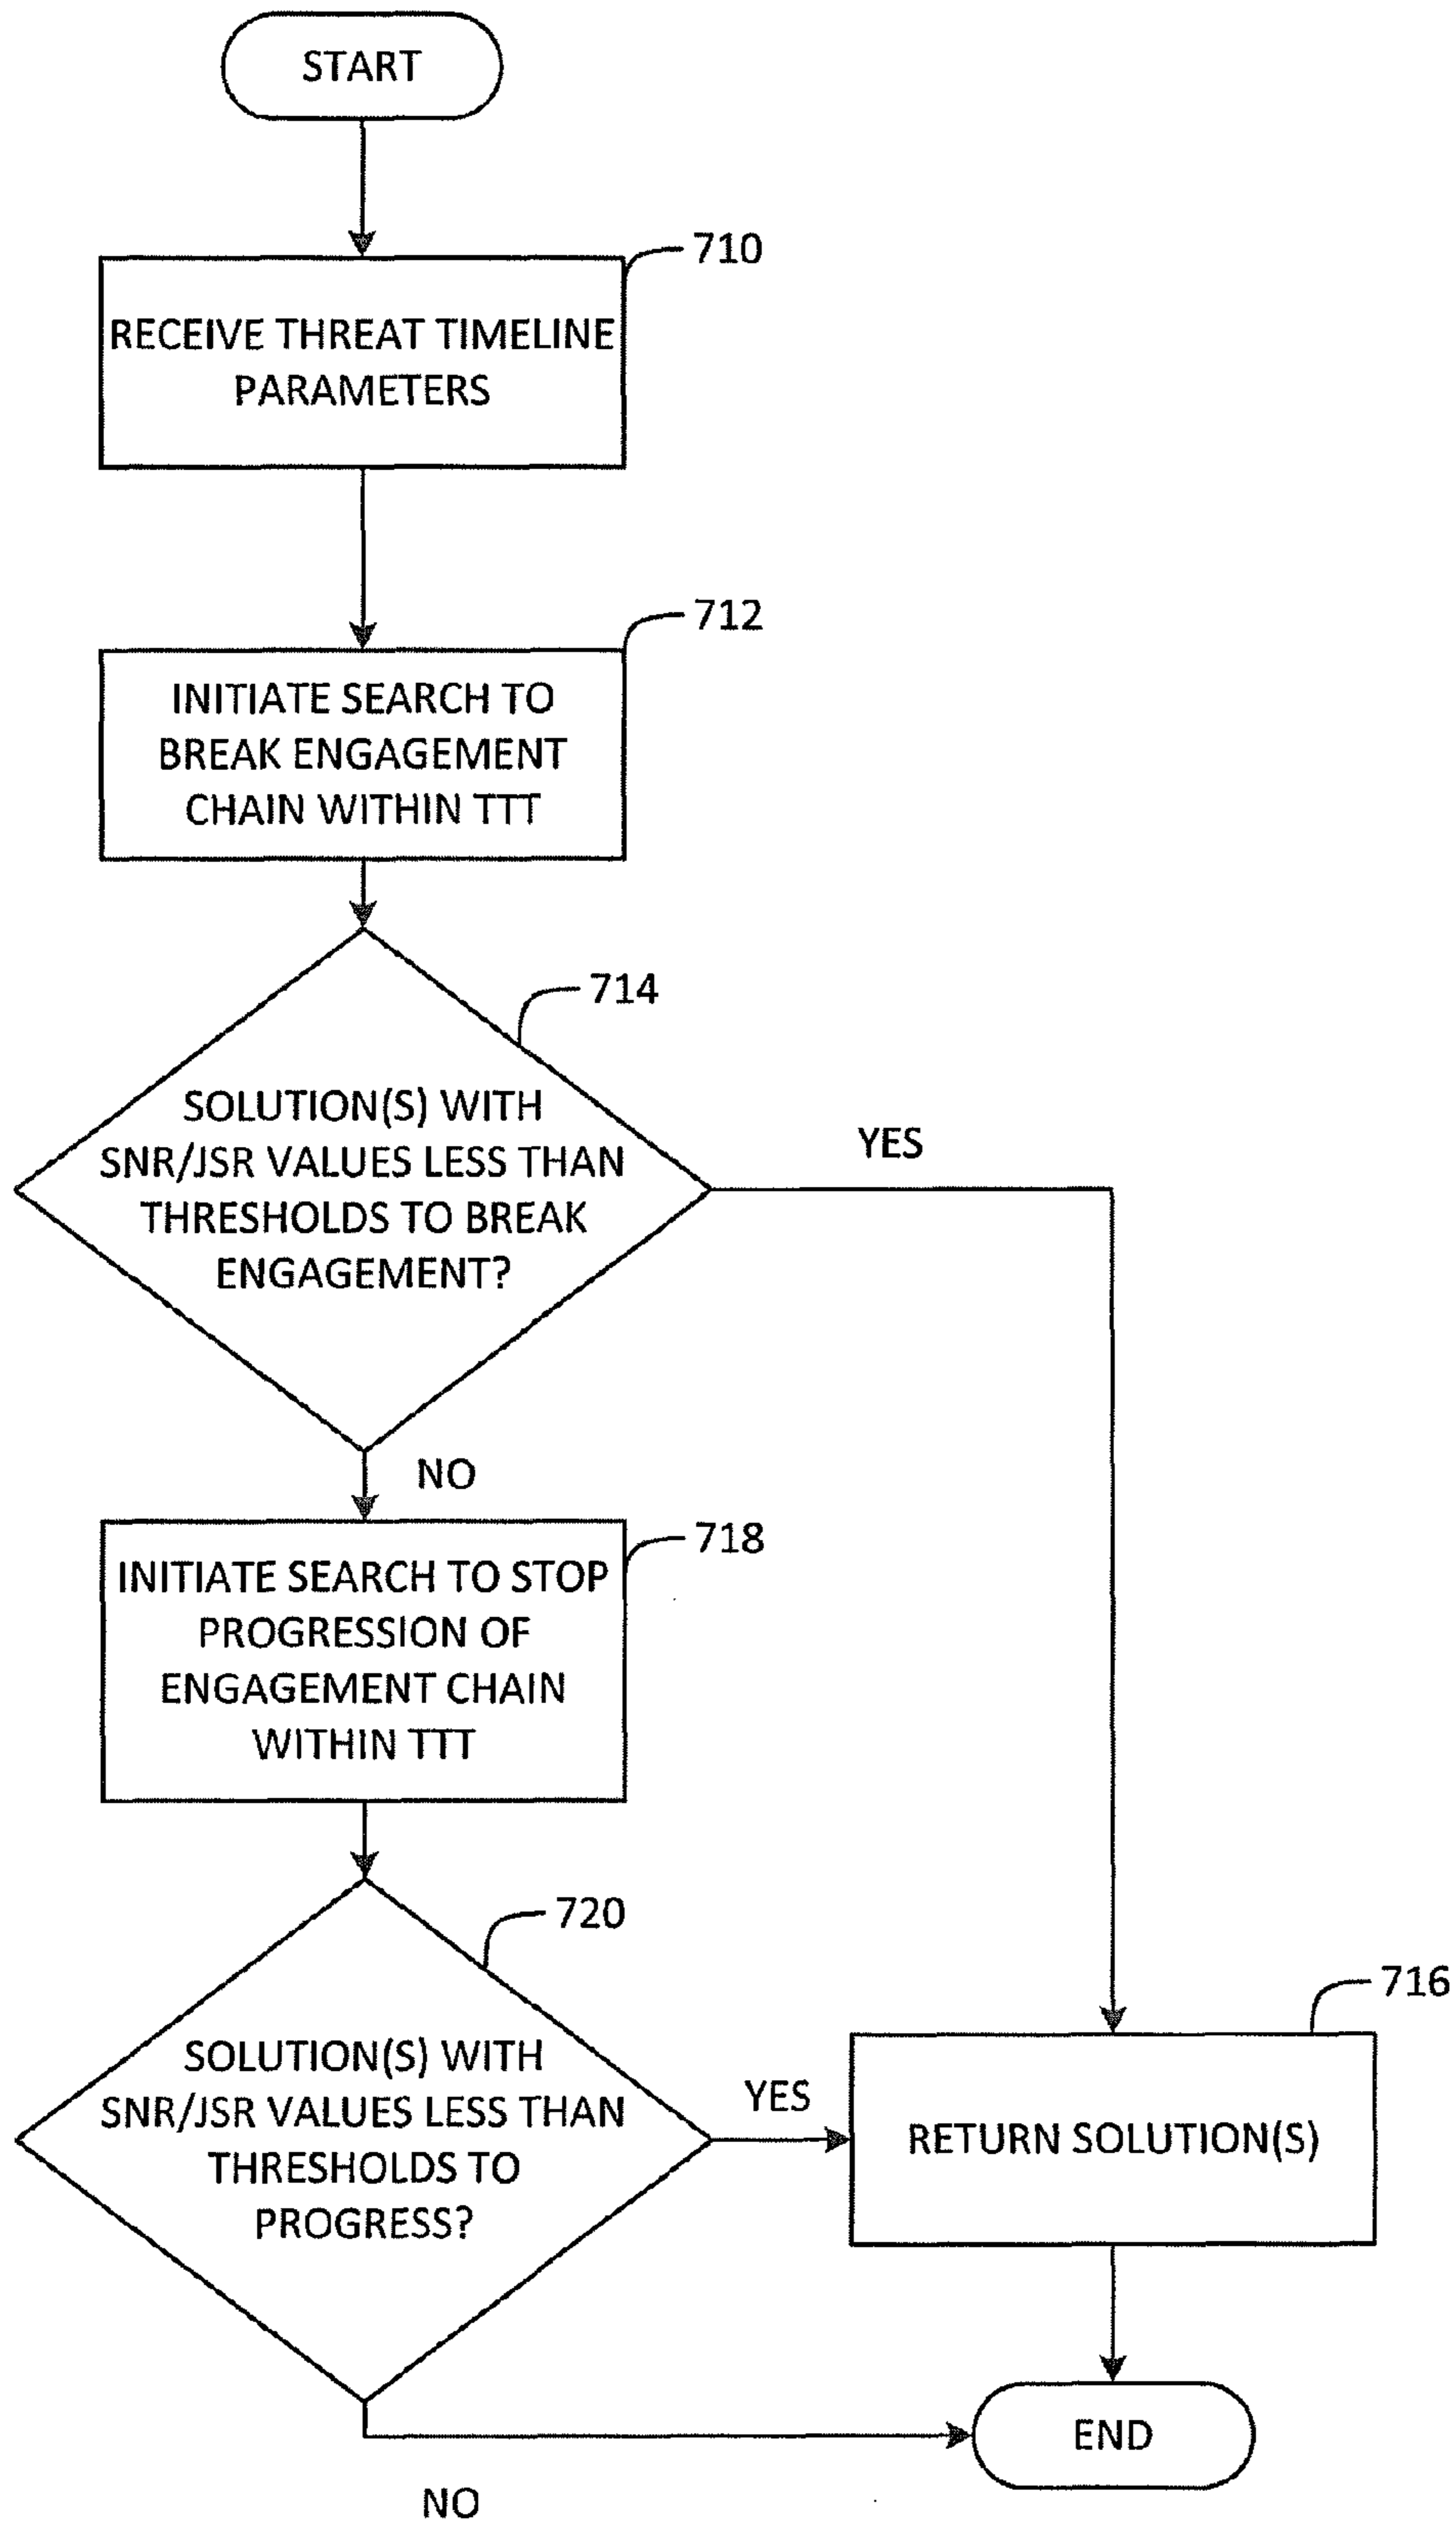 START
710
RECEIVE THREAT TIMELINE
PARAMETERS
712
INITIATE SEARCH TO
BREAK ENGAGEMENT
CHAIN WITHIN TTT
714
SOLUTION(S) WITH
SNR/JSR VALUES LESS THAN
THRESHOLDS TO BREAK
ENGAGEMENT?
YES
NO
718
INITIATE SEARCH TO STOP
PROGRESSION OF
ENGAGEMENT CHAIN
WITHIN TTT
720
SOLUTION(S) WITH
SNR/JSR VALUES LESS THAN
THRESHOLDS TO
PROGRESS?
YES
716
RETURN SOLUTION(S)
NO
END